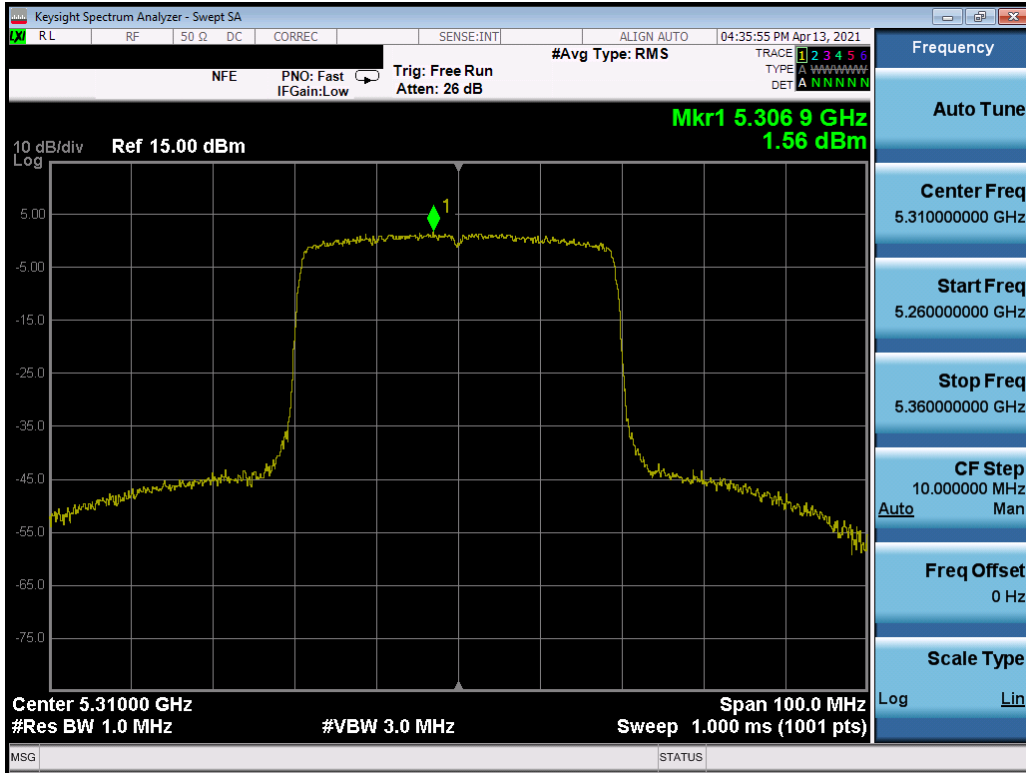 Keysight Spectrum Analyzer - Swept SA
LXI RL RF 50 Ω DC CORREC SENSE:INT ALIGN AUTO 04:35:55 PM Apr 13, 2021
NFE PNO: Fast IFGain:Low
Trig: Free Run
Atten: 26 dB
#Avg Type: RMS
TRACE 1 2 3 4 5 6
TYPE A WWWWW
DET A N N N N N
Mkr1 5.306 9 GHz
1.56 dBm
10 dB/div Ref 15.00 dBm
Log
1
5.00
-5.00
-15.0
-25.0
-35.0
-45.0
-55.0
-65.0
-75.0
Center 5.31000 GHz Span 100.0 MHz
#Res BW 1.0 MHz #VBW 3.0 MHz Sweep 1.000 ms (1001 pts)
MSG STATUS
Frequency
Auto Tune
Center Freq
5.310000000 GHz
Start Freq
5.260000000 GHz
Stop Freq
5.360000000 GHz
CF Step
10.000000 MHz
Auto Man
Freq Offset
0 Hz
Scale Type
Log Lin